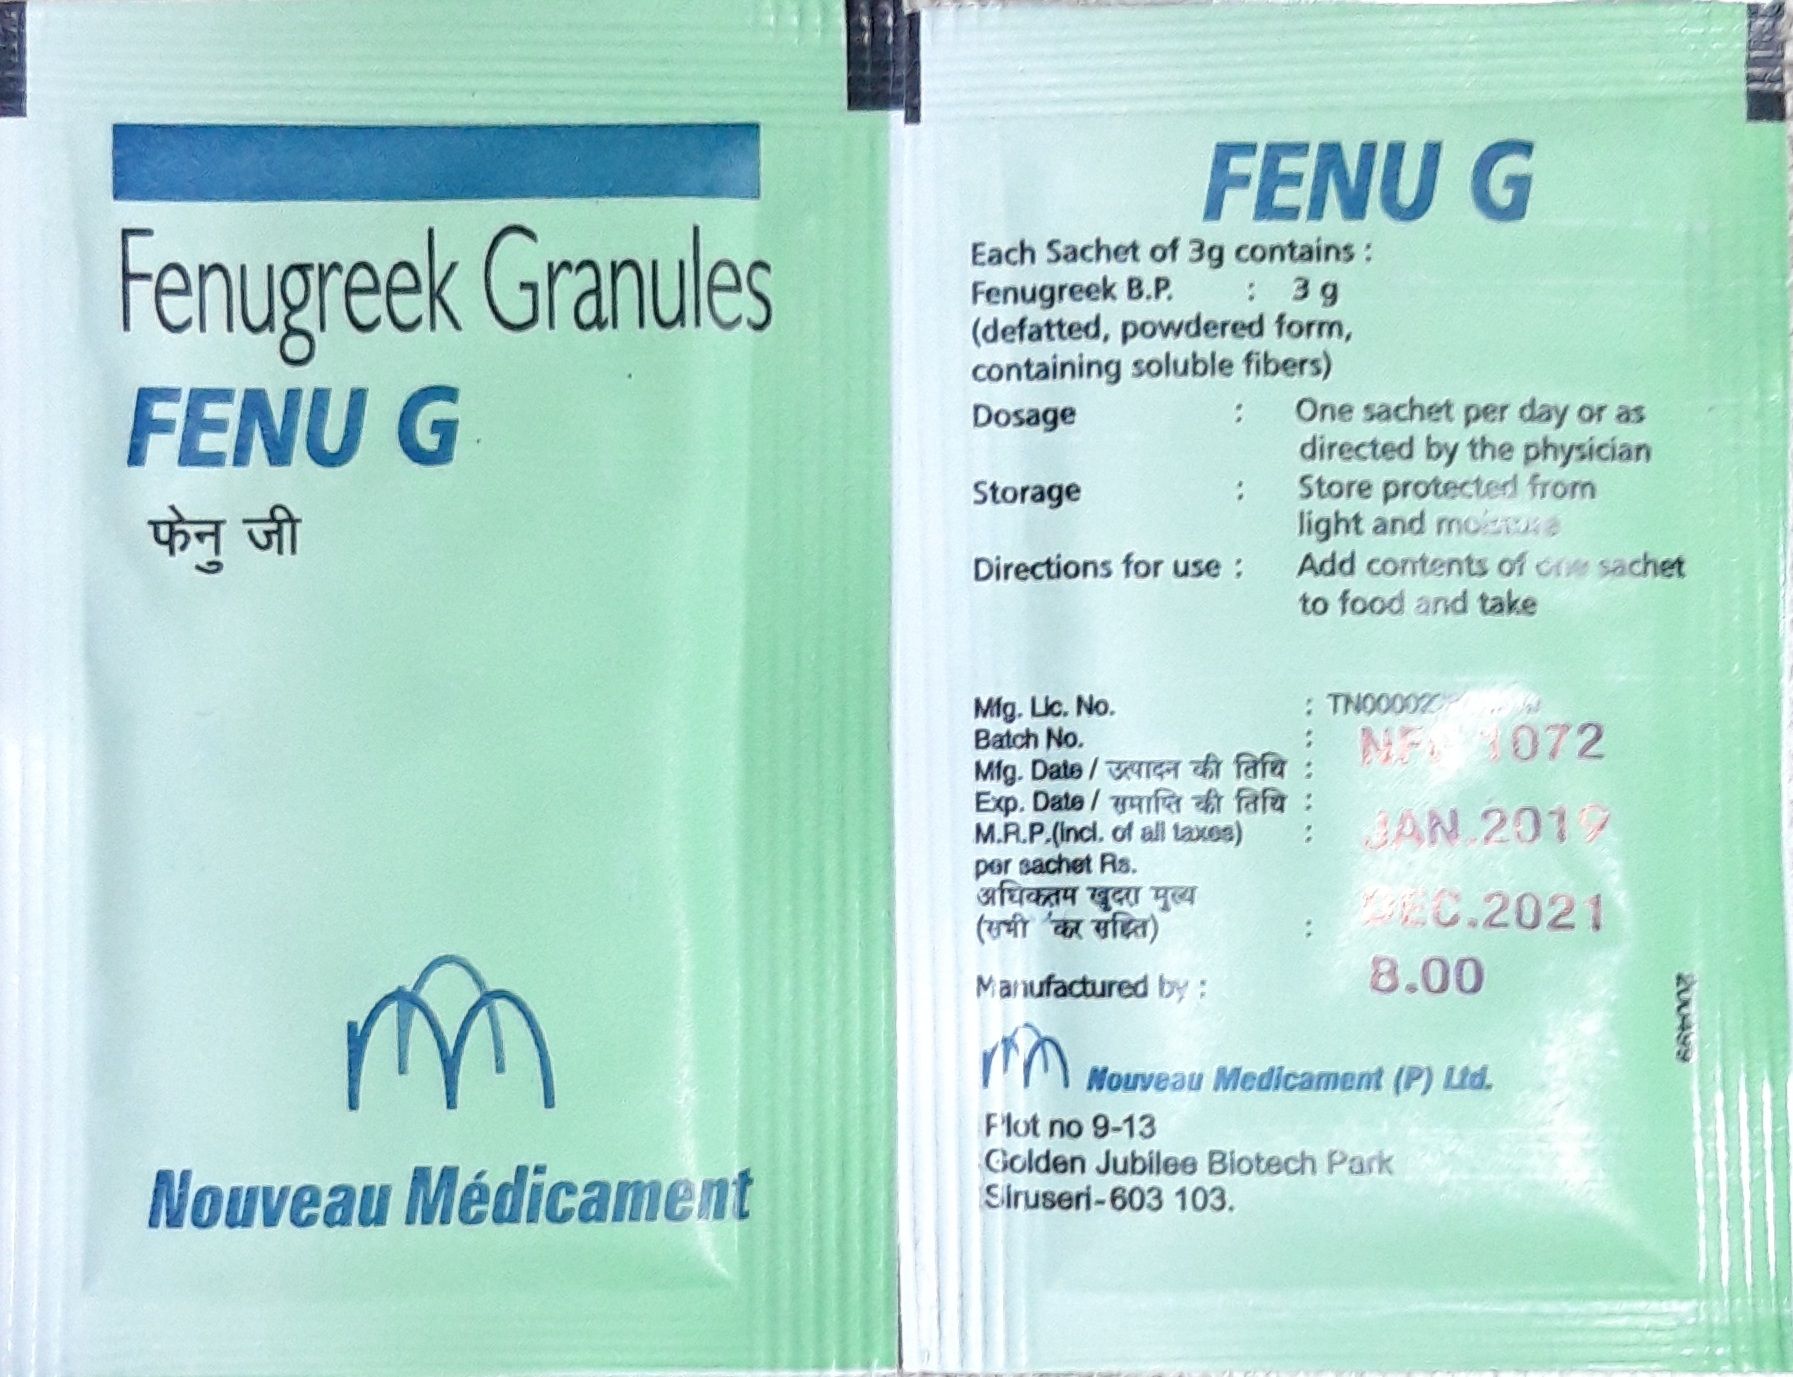 Fenugreek Granules
FENU G
फेनु जी
Nouveau Médicament
FENU G
Each Sachet of 3g contains :
Fenugreek B.P. : 3 g
(defatted, powdered form,
containing soluble fibers)
Dosage : One sachet per day or as
directed by the physician
Storage : Store protected from
light and moisture
Directions for use : Add contents of one sachet
to food and take
Mfg. Lic. No. :
Batch No. : 1072
Mfg. Date / उत्पादन की तिथि :
Exp. Date / समाप्ति की तिथि :
M.R.P.(Incl. of all taxes) : JAN.2019
per sachet Rs.
अधिकतम खुदरा मुल्य
(सभी कर सहित) : DEC.2021
Manufactured by : 8.00
Nouveau Medicament (P) Ltd.
Plot no 9-13
Golden Jubilee Biotech Park
Siruseri-603 103.